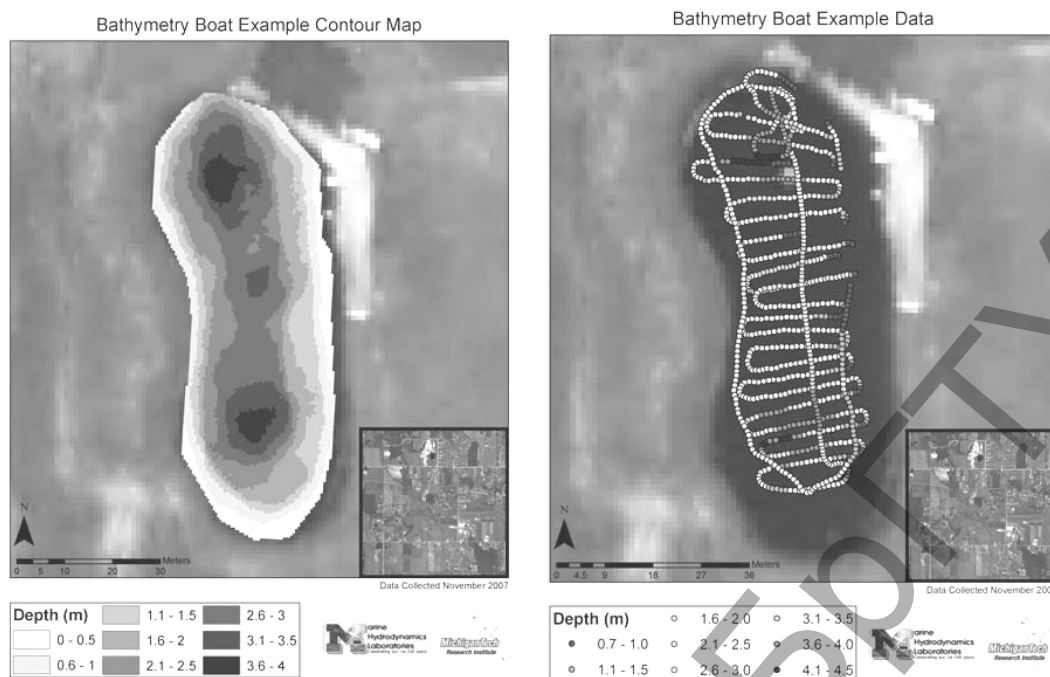 Bathymetry Boat Example Contour Map
N
0 5 10 20 30
Meters
Data Collected November 2007
Depth (m)
0 - 0.5
0.6 - 1
1.1 - 1.5
1.6 - 2
2.1 - 2.5
2.6 - 3
3.1 - 3.5
3.6 - 4
Marine
Hydrodynamics
Laboratories
MichiganTech
Research Institute
Bathymetry Boat Example Data
N
0 4.5 9 18 27 36
Meters
Data Collected November
Depth (m)
0.7 - 1.0
1.1 - 1.5
1.6 - 2.0
2.1 - 2.5
2.6 - 3.0
3.1 - 3.5
3.6 - 4.0
4.1 - 4.5
Marine
Hydrodynamics
Laboratories
MichiganTech
Research Institute